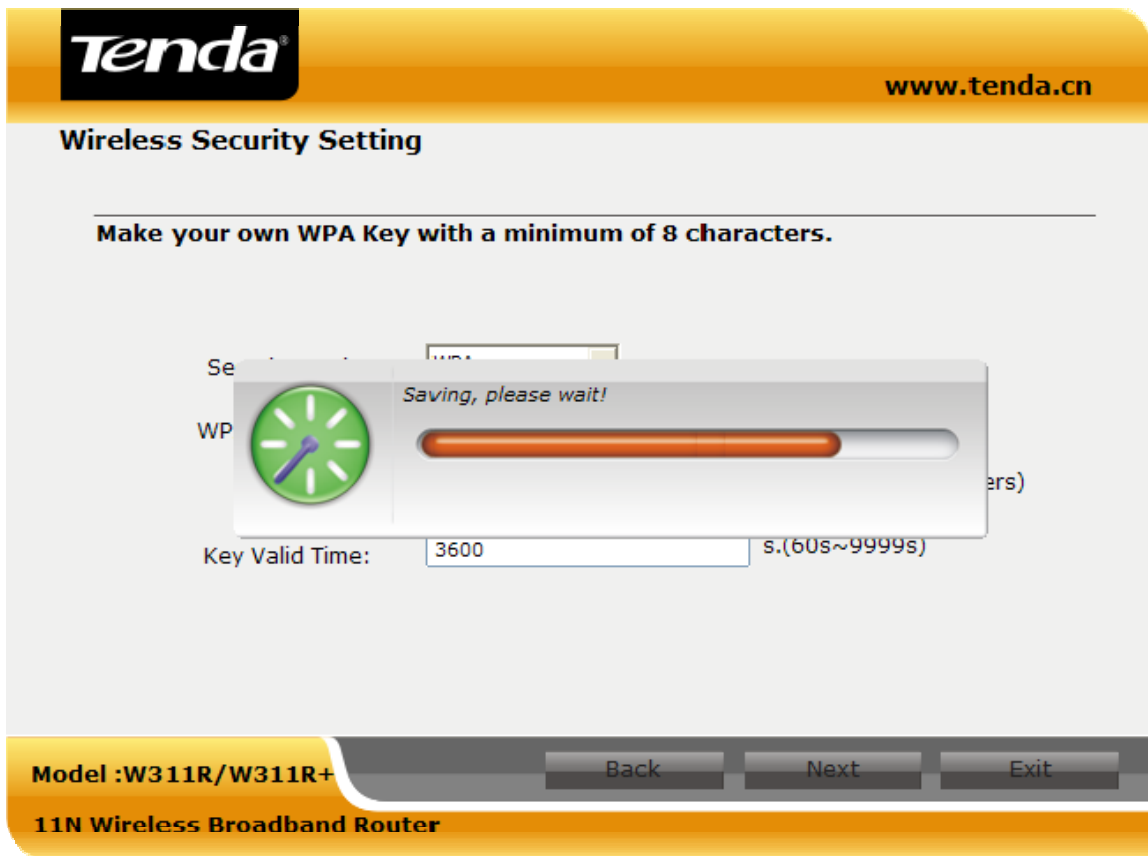 Tenda®
www.tenda.cn
Wireless Security Setting
Make your own WPA Key with a minimum of 8 characters.
Saving, please wait!
Key Valid Time: 3600 s.(60s~9999s)
Model :W311R/W311R+ Back Next Exit
11N Wireless Broadband Router